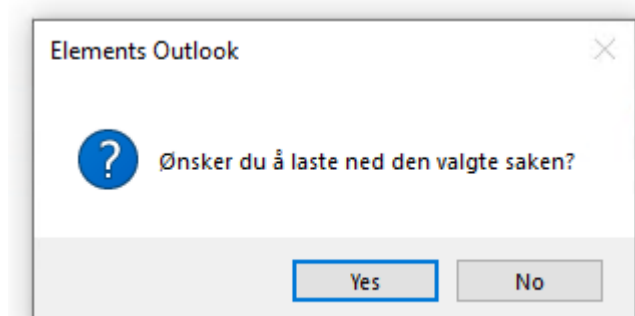 Elements Outlook
Ønsker du å laste ned den valgte saken?
Yes No